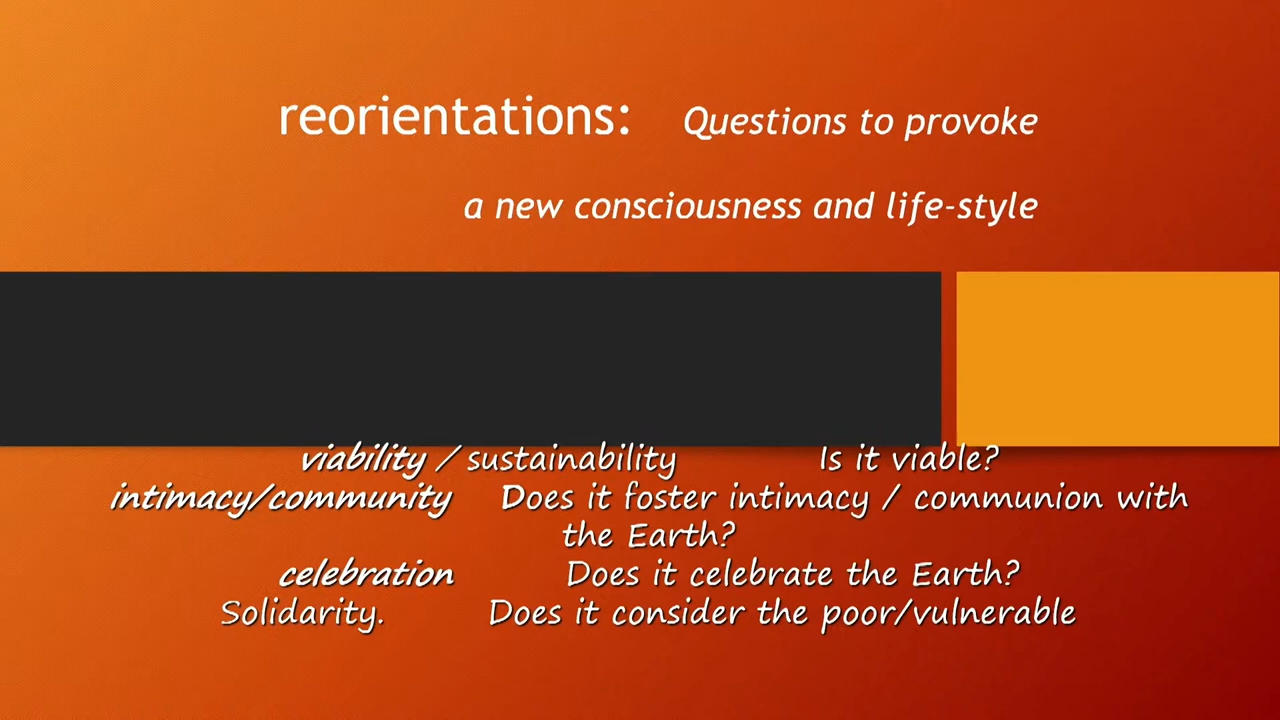 reorientations: Questions to provoke
a new consciousness and life-style
viability / sustainability Is it viable?
intimacy/community Does it foster intimacy / communion with
the Earth?
celebration Does it celebrate the Earth?
Solidarity. Does it consider the poor/vulnerable